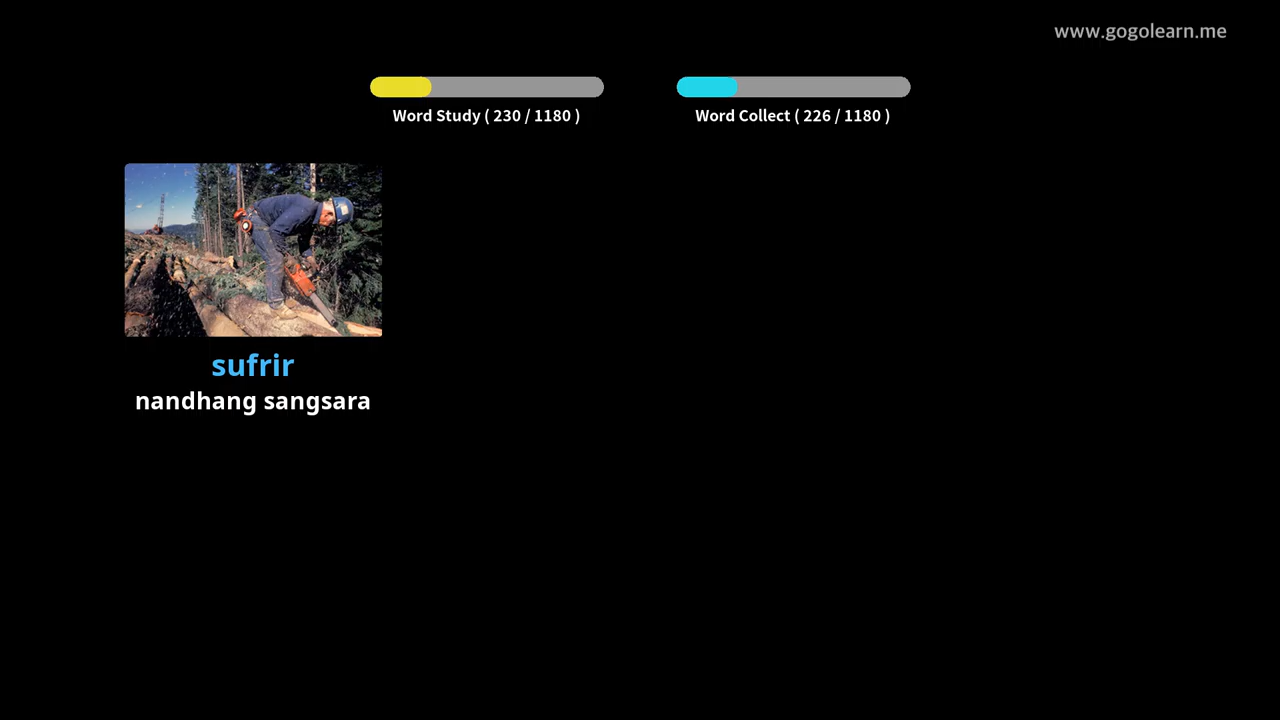 www.gogolearn.me
Word Study ( 230 / 1180 )
Word Collect ( 226 / 1180 )
sufrir
nandhang sangsara